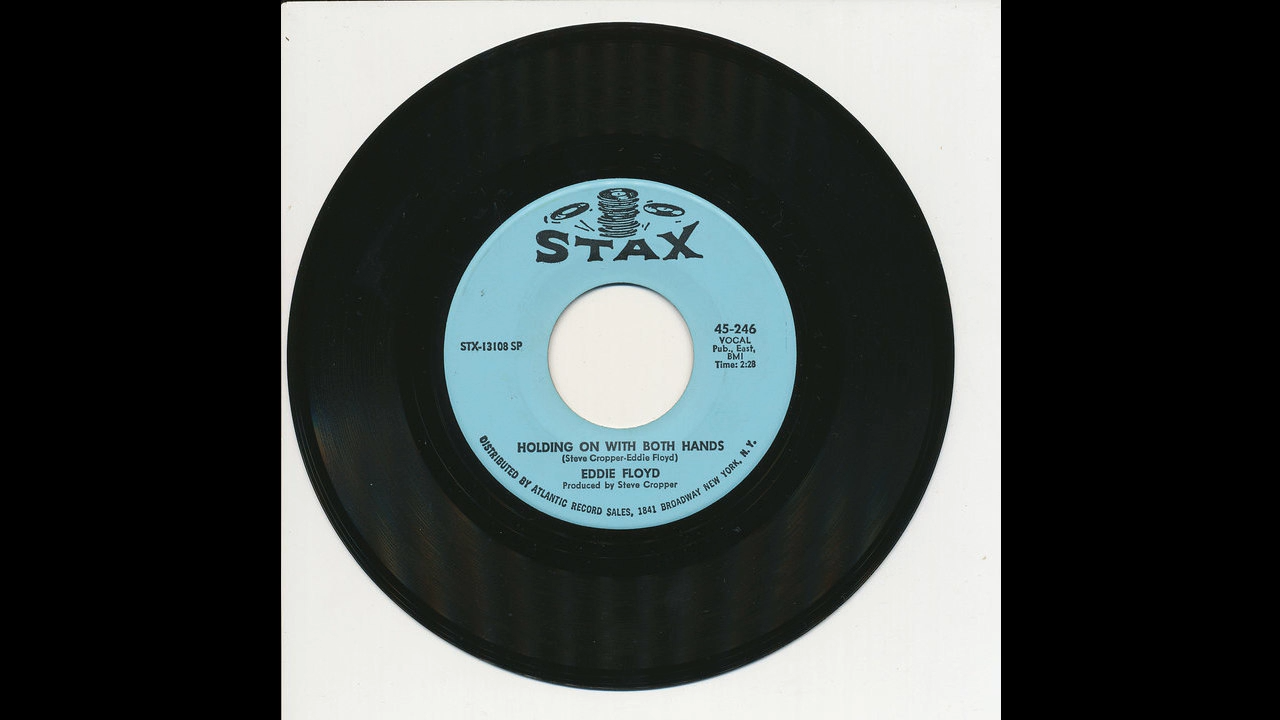 STAX
STX-13108 SP
45-246
VOCAL
Pub., East,
BMI
Time: 2:28
HOLDING ON WITH BOTH HANDS
(Steve Cropper-Eddie Floyd)
EDDIE FLOYD
Produced by Steve Cropper
DISTRIBUTED BY ATLANTIC RECORD SALES, 1841 BROADWAY NEW YORK, N.Y.